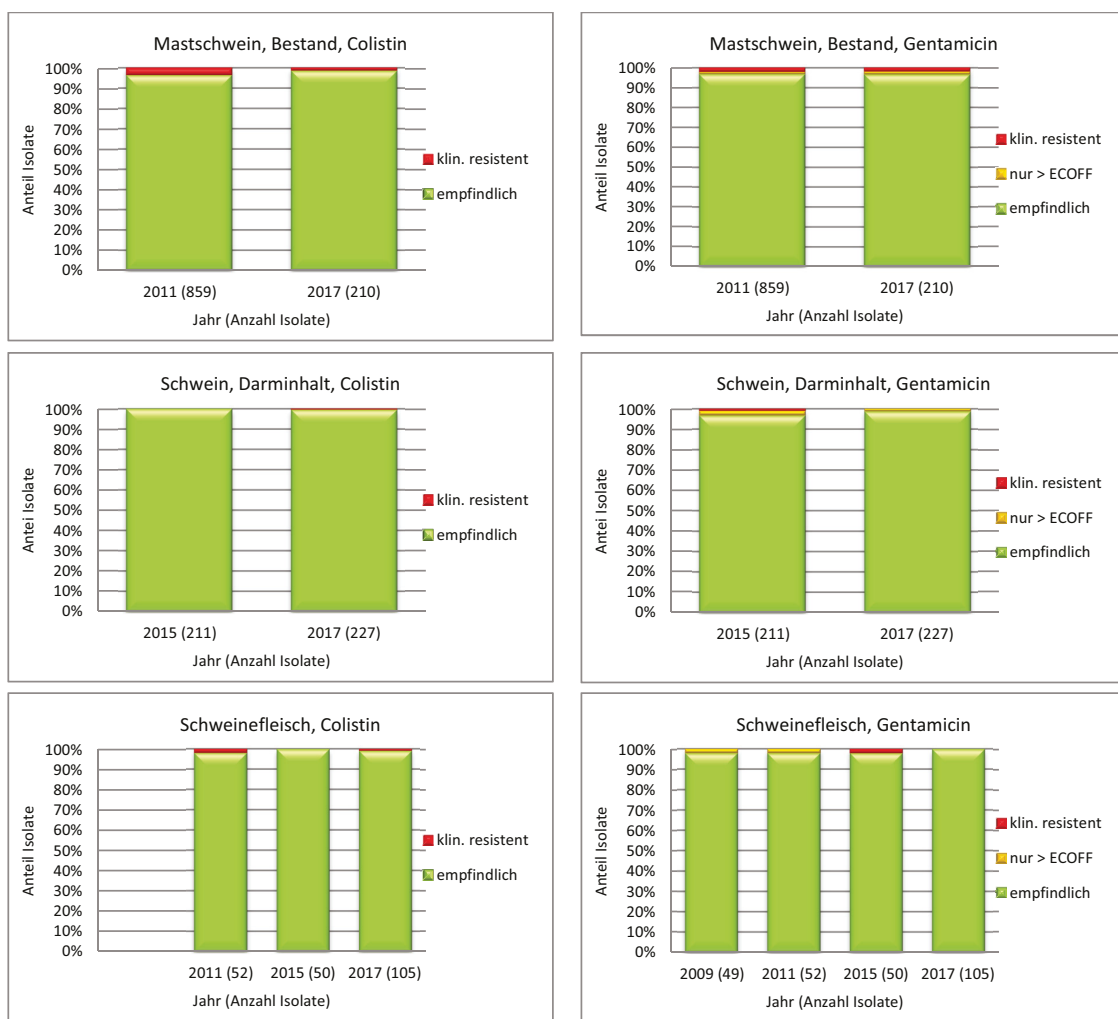 Mastschwein, Bestand, Colistin
100%
90%
80%
70%
60%
50%
40%
30%
20%
10%
0%
Anteil Isolate
2011 (859) 2017 (210)
Jahr (Anzahl Isolate)
klin. resistent
empfindlich
Mastschwein, Bestand, Gentamicin
100%
90%
80%
70%
60%
50%
40%
30%
20%
10%
0%
Anteil Isolate
2011 (859) 2017 (210)
Jahr (Anzahl Isolate)
klin. resistent
nur > ECOFF
empfindlich
Schwein, Darminhalt, Colistin
100%
90%
80%
70%
60%
50%
40%
30%
20%
10%
0%
Anteil Isolate
2015 (211) 2017 (227)
Jahr (Anzahl Isolate)
klin. resistent
empfindlich
Schwein, Darminhalt, Gentamicin
100%
90%
80%
70%
60%
50%
40%
30%
20%
10%
0%
Antei Isolate
2015 (211) 2017 (227)
Jahr (Anzahl Isolate)
klin. resistent
nur > ECOFF
empfindlich
Schweinefleisch, Colistin
100%
90%
80%
70%
60%
50%
40%
30%
20%
10%
0%
Anteil Isolate
2011 (52) 2015 (50) 2017 (105)
Jahr (Anzahl Isolate)
klin. resistent
empfindlich
Schweinefleisch, Gentamicin
100%
90%
80%
70%
60%
50%
40%
30%
20%
10%
0%
Anteil Isolate
2009 (49) 2011 (52) 2015 (50) 2017 (105)
Jahr (Anzahl Isolate)
klin. resistent
nur > ECOFF
empfindlich